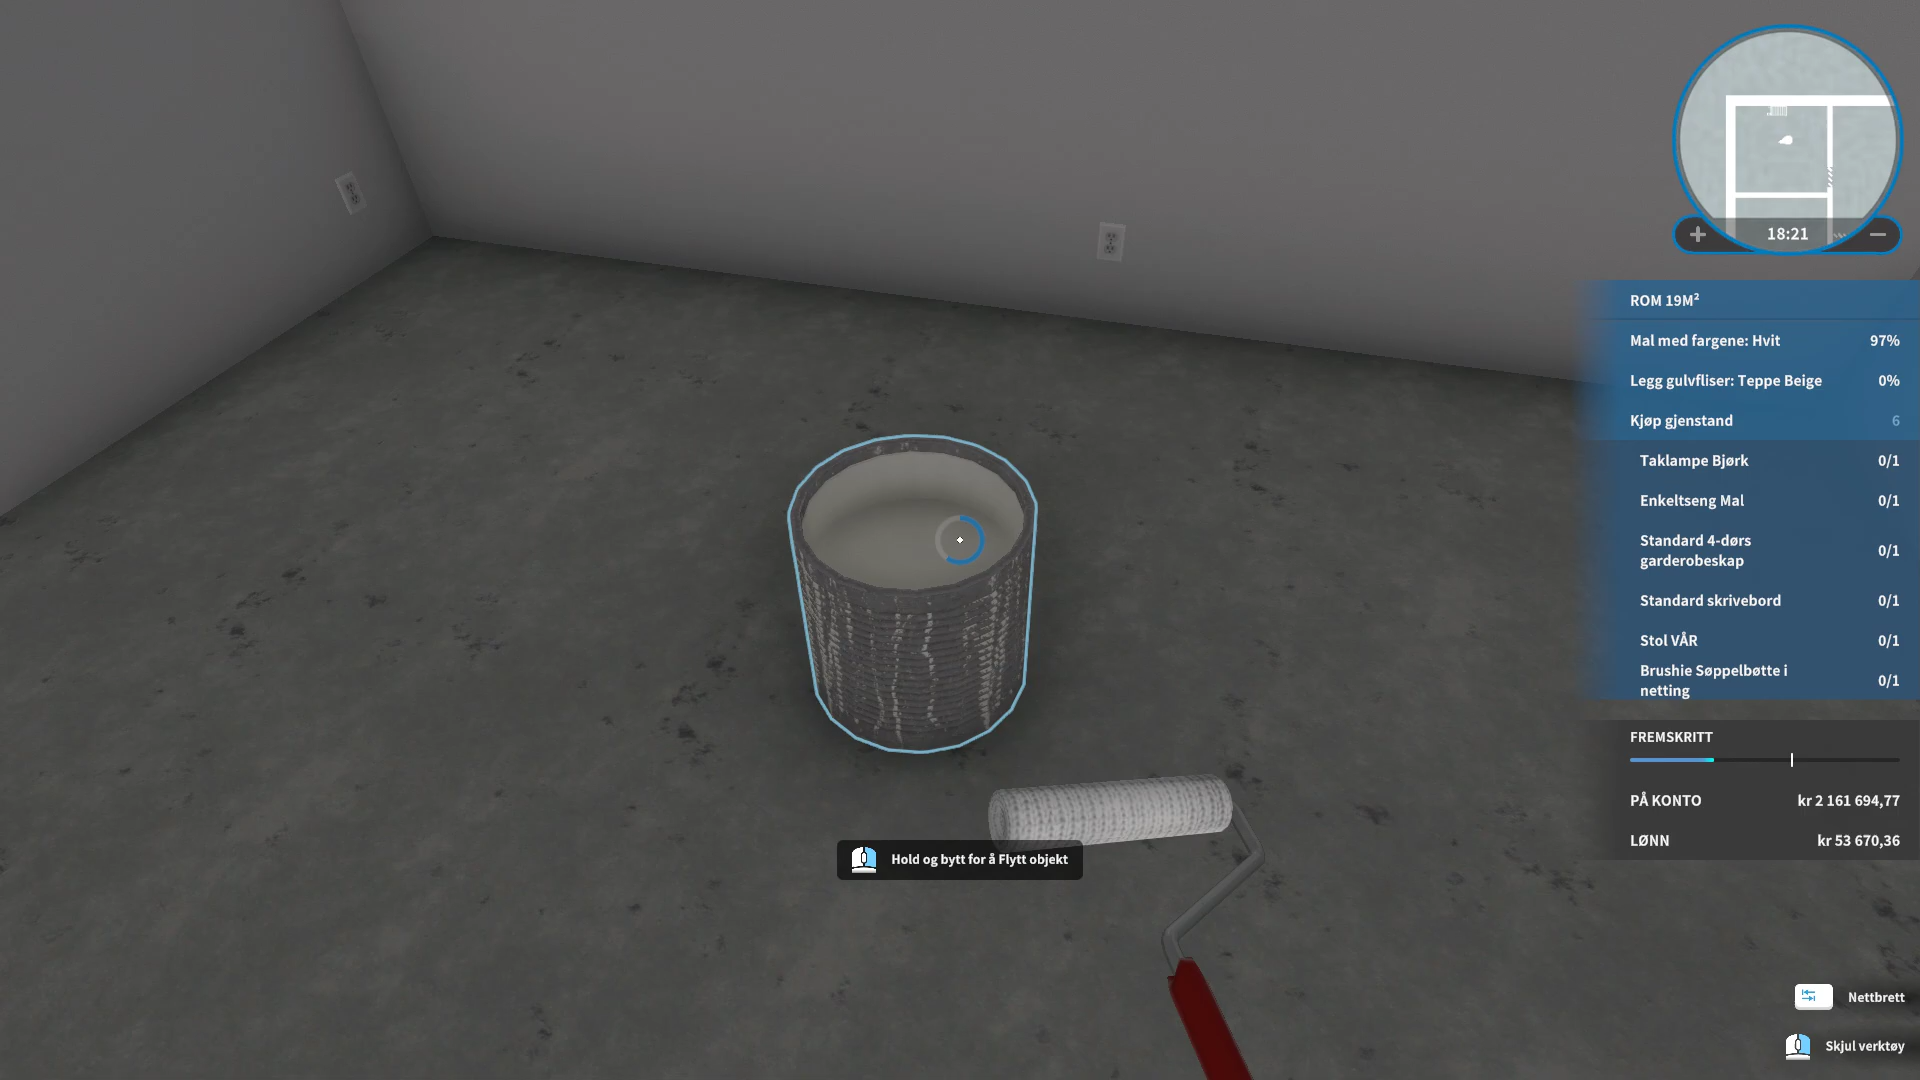 18:21
ROM 19M²
Mal med fargene: Hvit 97%
Legg gulvfliser: Teppe Beige 0%
Kjøp gjenstand 6
Taklampe Bjørk 0/1
Enkeltseng Mal 0/1
Standard 4-dørs
garderobeskap 0/1
Standard skrivebord 0/1
Stol VÅR 0/1
Brushie Søppelbøtte i
netting 0/1
FREMSKRITT
PÅ KONTO kr 2 161 694,77
LØNN kr 53 670,36
Hold og bytt for å Flytt objekt
Nettbrett
Skjul verktøy